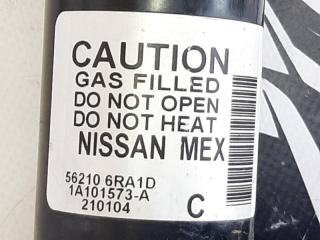 CAUTION
GAS FILLED
DO NOT OPEN
DO NOT HEAT
NISSAN MEX
56210 6RA1D
1A101573-A
210104 C